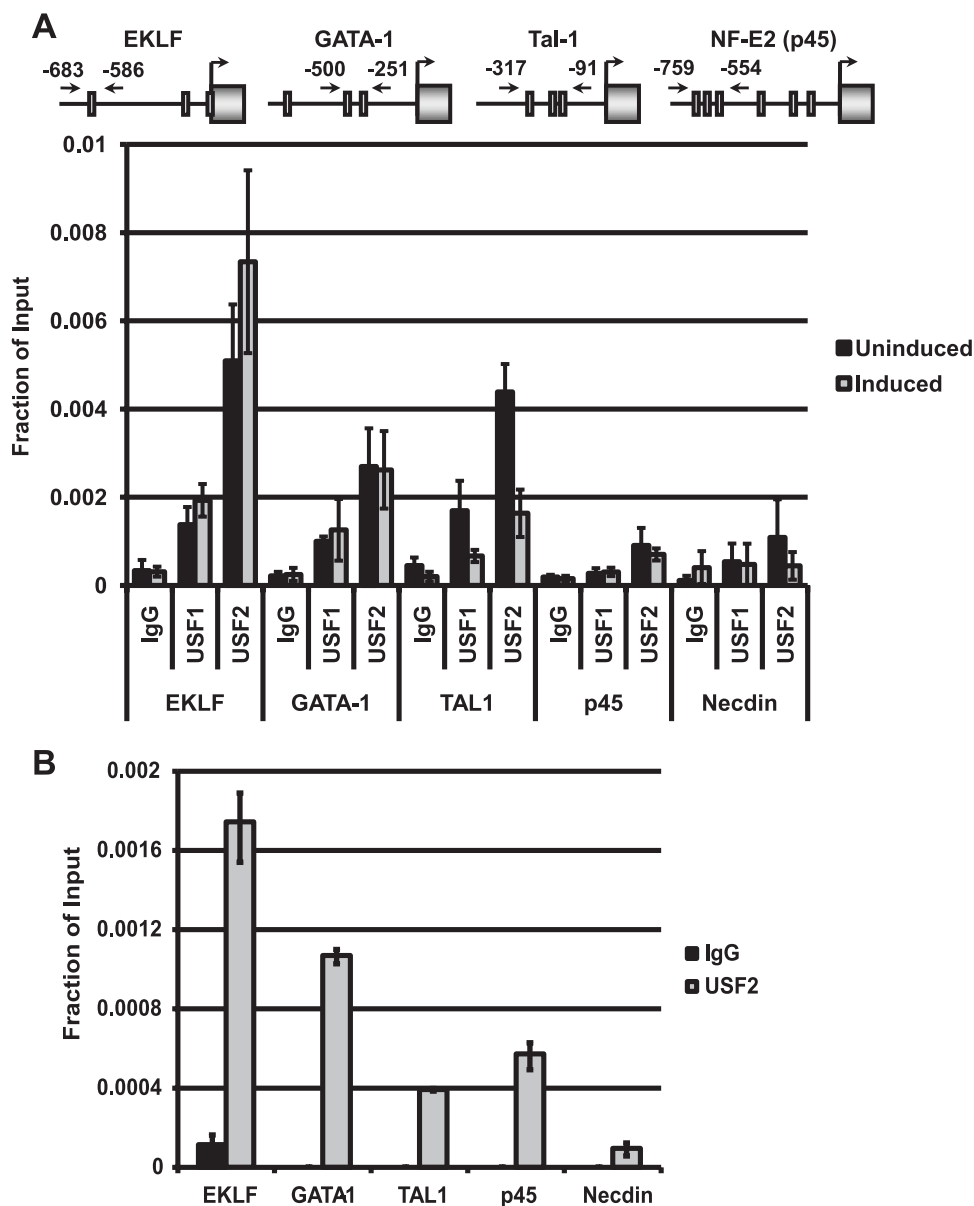 A
EKLF GATA-1 Tal-1 NF-E2 (p45)
-683 -586 -500 -251 -317 -91 -759 -554
0.01
0.008
0.006
0.004
0.002
0
Fraction of Input
Uninduced
Induced
IgG USF1 USF2 IgG USF1 USF2 IgG USF1 USF2 IgG USF1 USF2 IgG USF1 USF2
EKLF GATA-1 TAL1 p45 Necdin
B
0.002
0.0016
0.0012
0.0008
0.0004
0
Fraction of Input
IgG
USF2
EKLF GATA1 TAL1 p45 Necdin